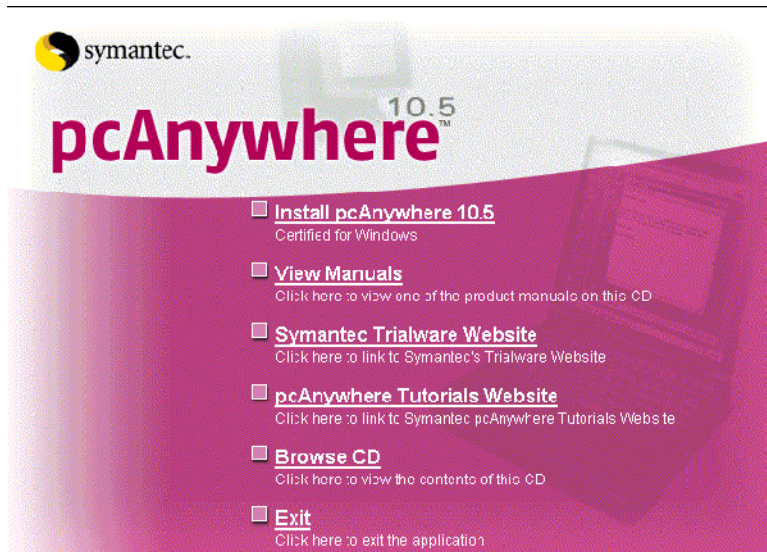 symantec™
10.5
pcAnywhere™
Install pcAnywhere 10.5
Certified for Windows
View Manuals
Click here to view one of the product manuals on this CD
Symantec Trialware Website
Click here to link to Symantec's Trialware Website
pcAnywhere Tutorials Website
Click here to link to Symantec pcAnywhere Tutorials Website
Browse CD
Click here to view the contents of this CD
Exit
Click here to exit the application